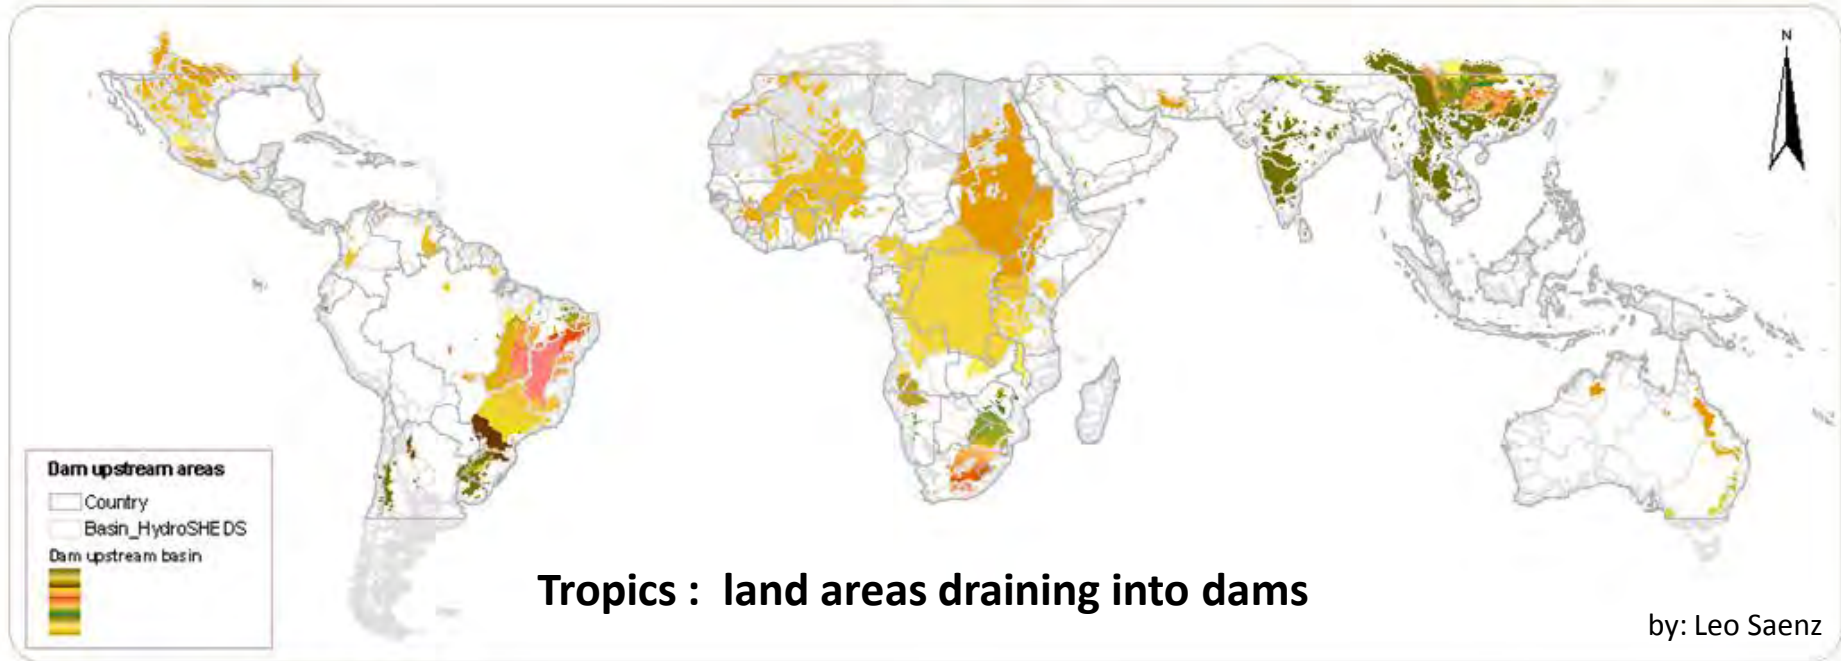 N
Dam upstream areas
Country
Basin_HydroSHEDS
Dam upstream basin
Tropics : land areas draining into dams
by: Leo Saenz